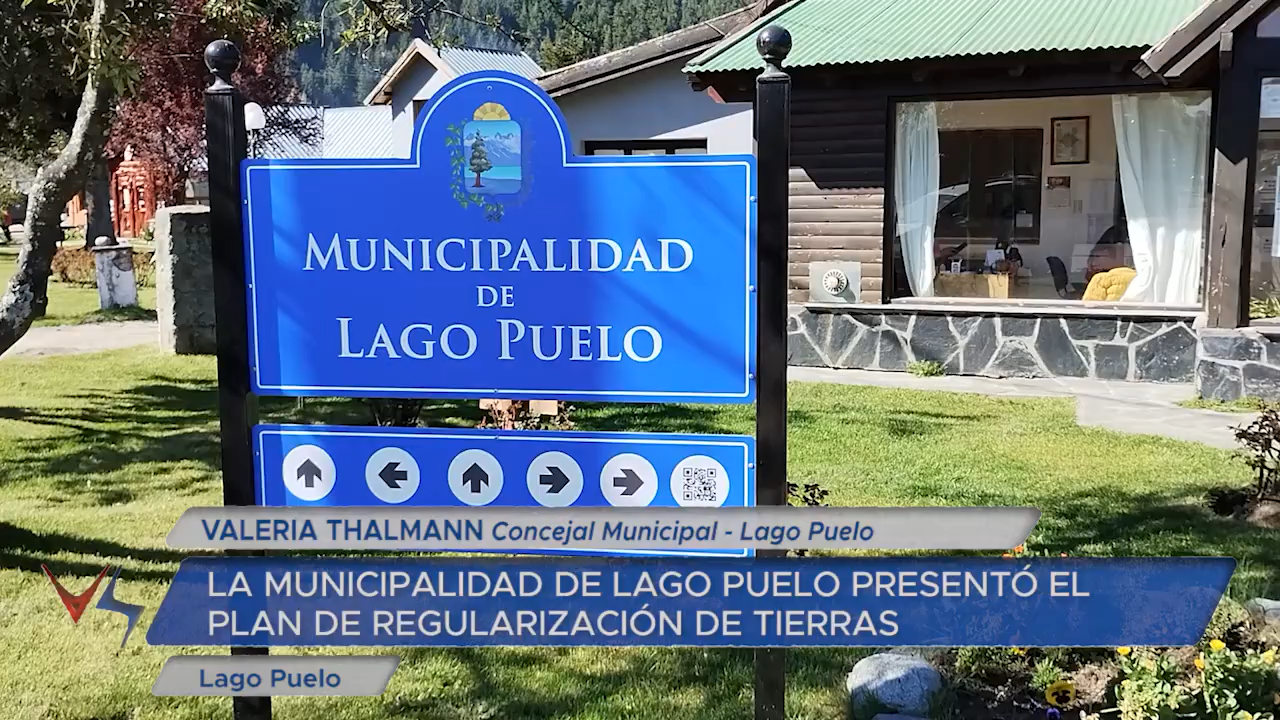 MUNICIPALIDAD
DE
LAGO PUELO
VALERIA THALMANN Concejal Municipal - Lago Puelo
LA MUNICIPALIDAD DE LAGO PUELO PRESENTÓ EL
PLAN DE REGULARIZACIÓN DE TIERRAS
Lago Puelo